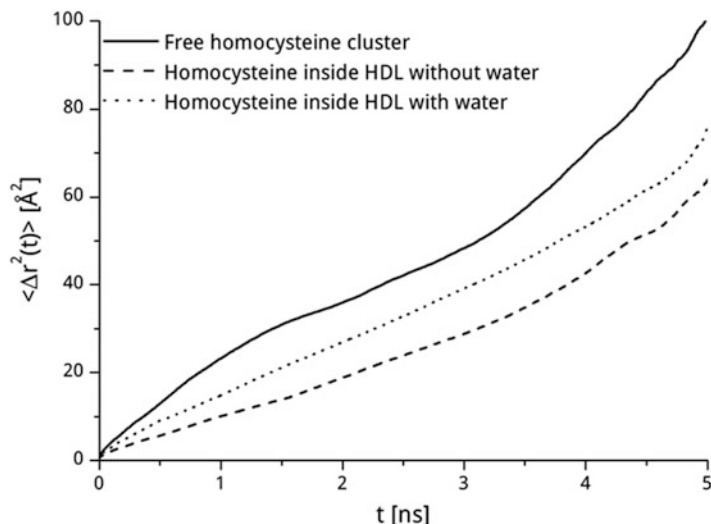 100
80
60
40
20
0
<Δr²(t)> [Å²]
Free homocysteine cluster
Homocysteine inside HDL without water
Homocysteine inside HDL with water
0 1 2 3 4 5
t [ns]